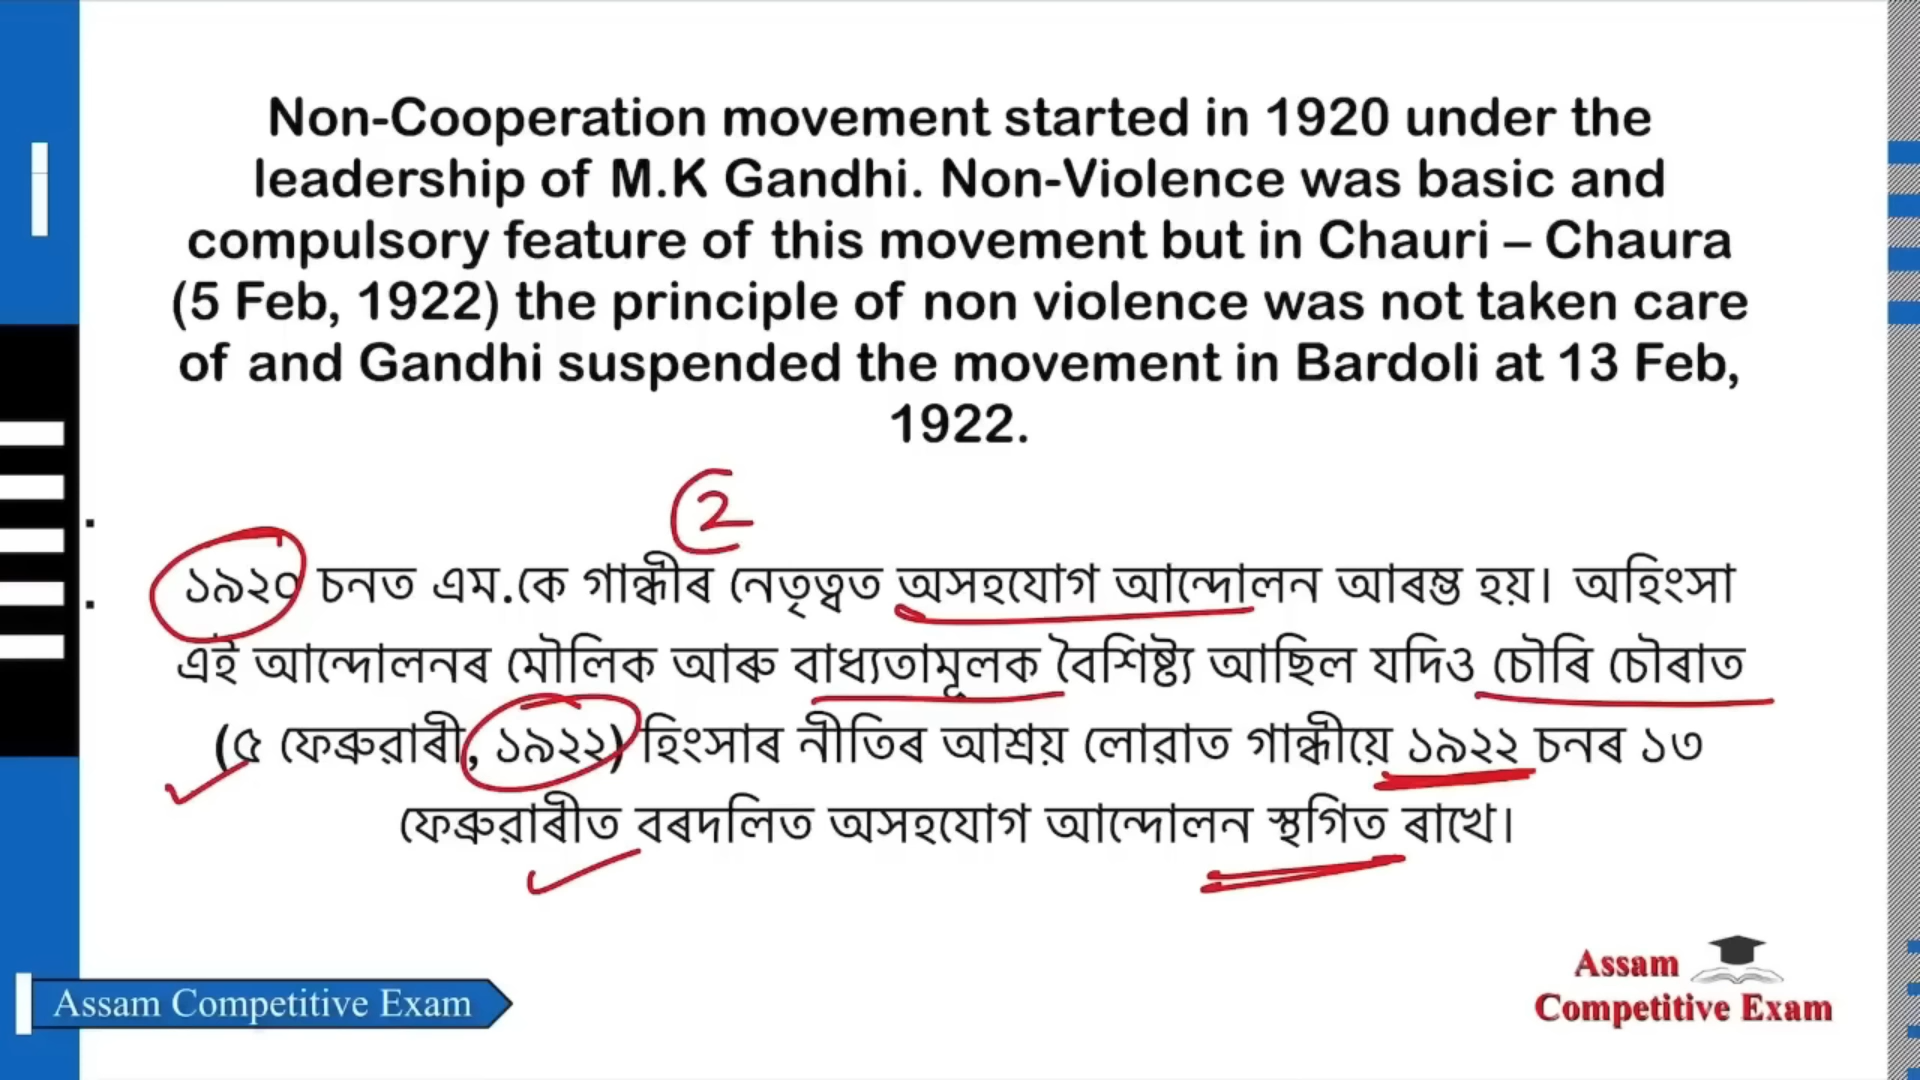 Non-Cooperation movement started in 1920 under the
leadership of M.K Gandhi. Non-Violence was basic and
compulsory feature of this movement but in Chauri – Chaura
(5 Feb, 1922) the principle of non violence was not taken care
of and Gandhi suspended the movement in Bardoli at 13 Feb,
1922.
2
১৯২০ চনত এম.কে গান্ধীৰ নেতৃত্বত অসহযোগ আন্দোলন আৰম্ভ হয়। অহিংসা
এই আন্দোলনৰ মৌলিক আৰু বাধ্যতামূলক বৈশিষ্ট্য আছিল যদিও চৌৰি চৌৰাত
(৫ ফেব্ৰুৱাৰী, ১৯২২) হিংসাৰ নীতিৰ আশ্ৰয় লোৱাত গান্ধীয়ে ১৯২২ চনৰ ১৩
ফেব্ৰুৱাৰীত বৰদলিত অসহযোগ আন্দোলন স্থগিত ৰাখে।
Assam Competitive Exam
Assam
Competitive Exam